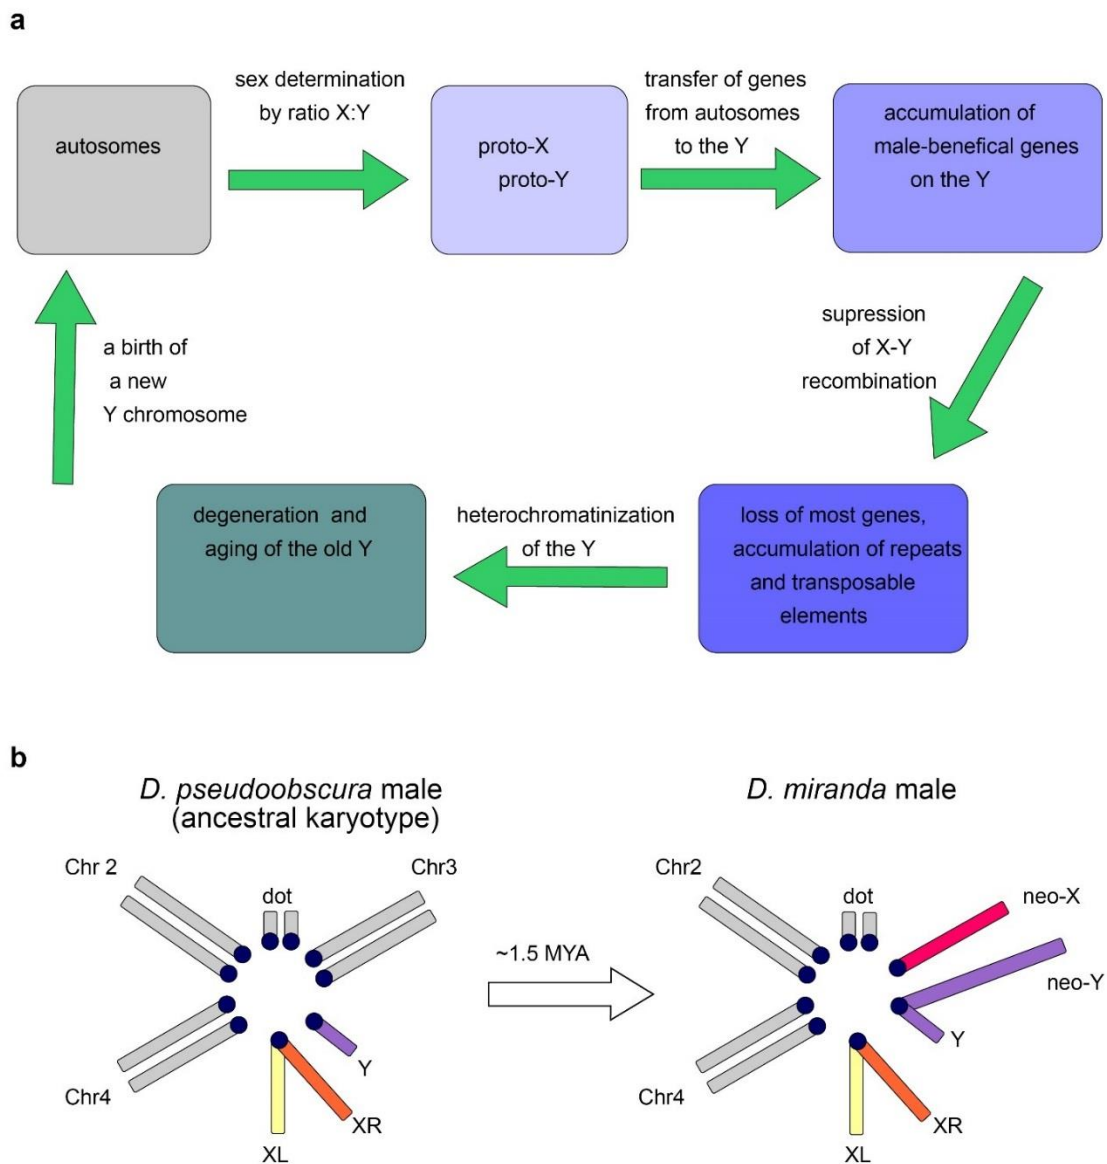 a
sex determination
by ratio X:Y
transfer of genes
from autosomes
to the Y
autosomes
proto-X
proto-Y
accumulation of
male-benefical genes
on the Y
supression
of X-Y
recombination
a birth of
a new
Y chromosome
degeneration and
aging of the old Y
heterochromatinization
of the Y
loss of most genes,
accumulation of repeats
and transposable
elements
b
D. pseudoobscura male
(ancestral karyotype)
D. miranda male
Chr 2
dot
Chr3
Chr4
Y
XR
XL
~1.5 MYA
Chr2
dot
neo-X
neo-Y
Y
Chr4
XR
XL